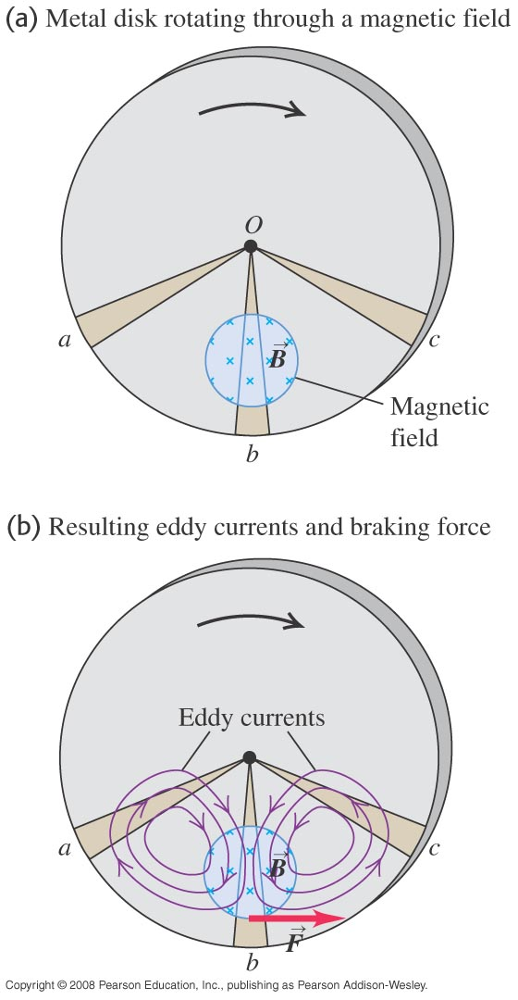 (a) Metal disk rotating through a magnetic field
O
a
c
B
Magnetic
field
b
(b) Resulting eddy currents and braking force
Eddy currents
a
c
B
F
b
Copyright © 2008 Pearson Education, Inc., publishing as Pearson Addison-Wesley.